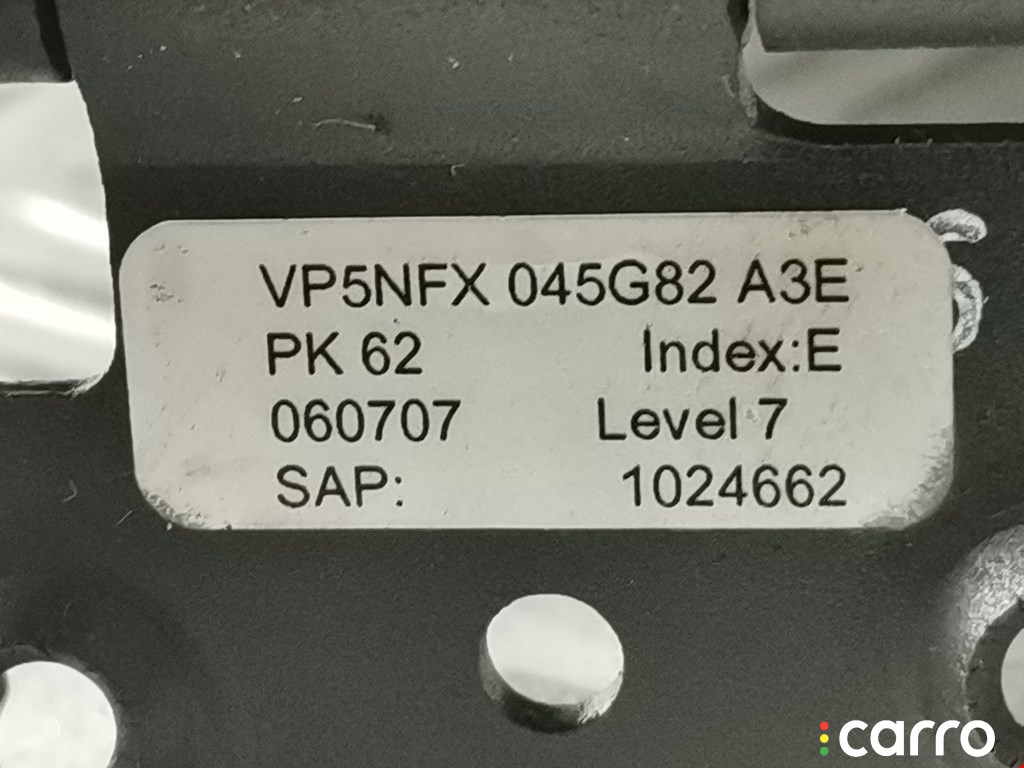 VP5NFX 045G82 A3E
PK 62 Index:E
060707 Level 7
SAP: 1024662
carro